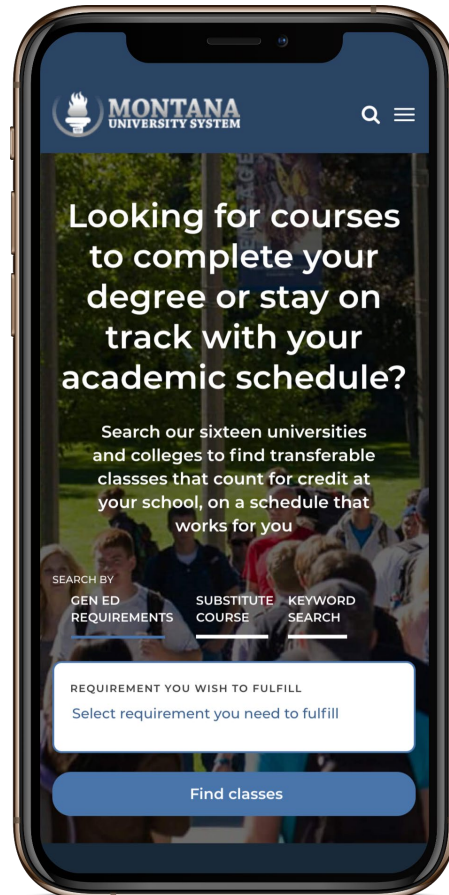 MONTANA
UNIVERSITY SYSTEM
Looking for courses
to complete your
degree or stay on
track with your
academic schedule?
Search our sixteen universities
and colleges to find transferable
classses that count for credit at
your school, on a schedule that
works for you
SEARCH BY
GEN ED
REQUIREMENTS
SUBSTITUTE
COURSE
KEYWORD
SEARCH
REQUIREMENT YOU WISH TO FULFILL
Select requirement you need to fulfill
Find classes